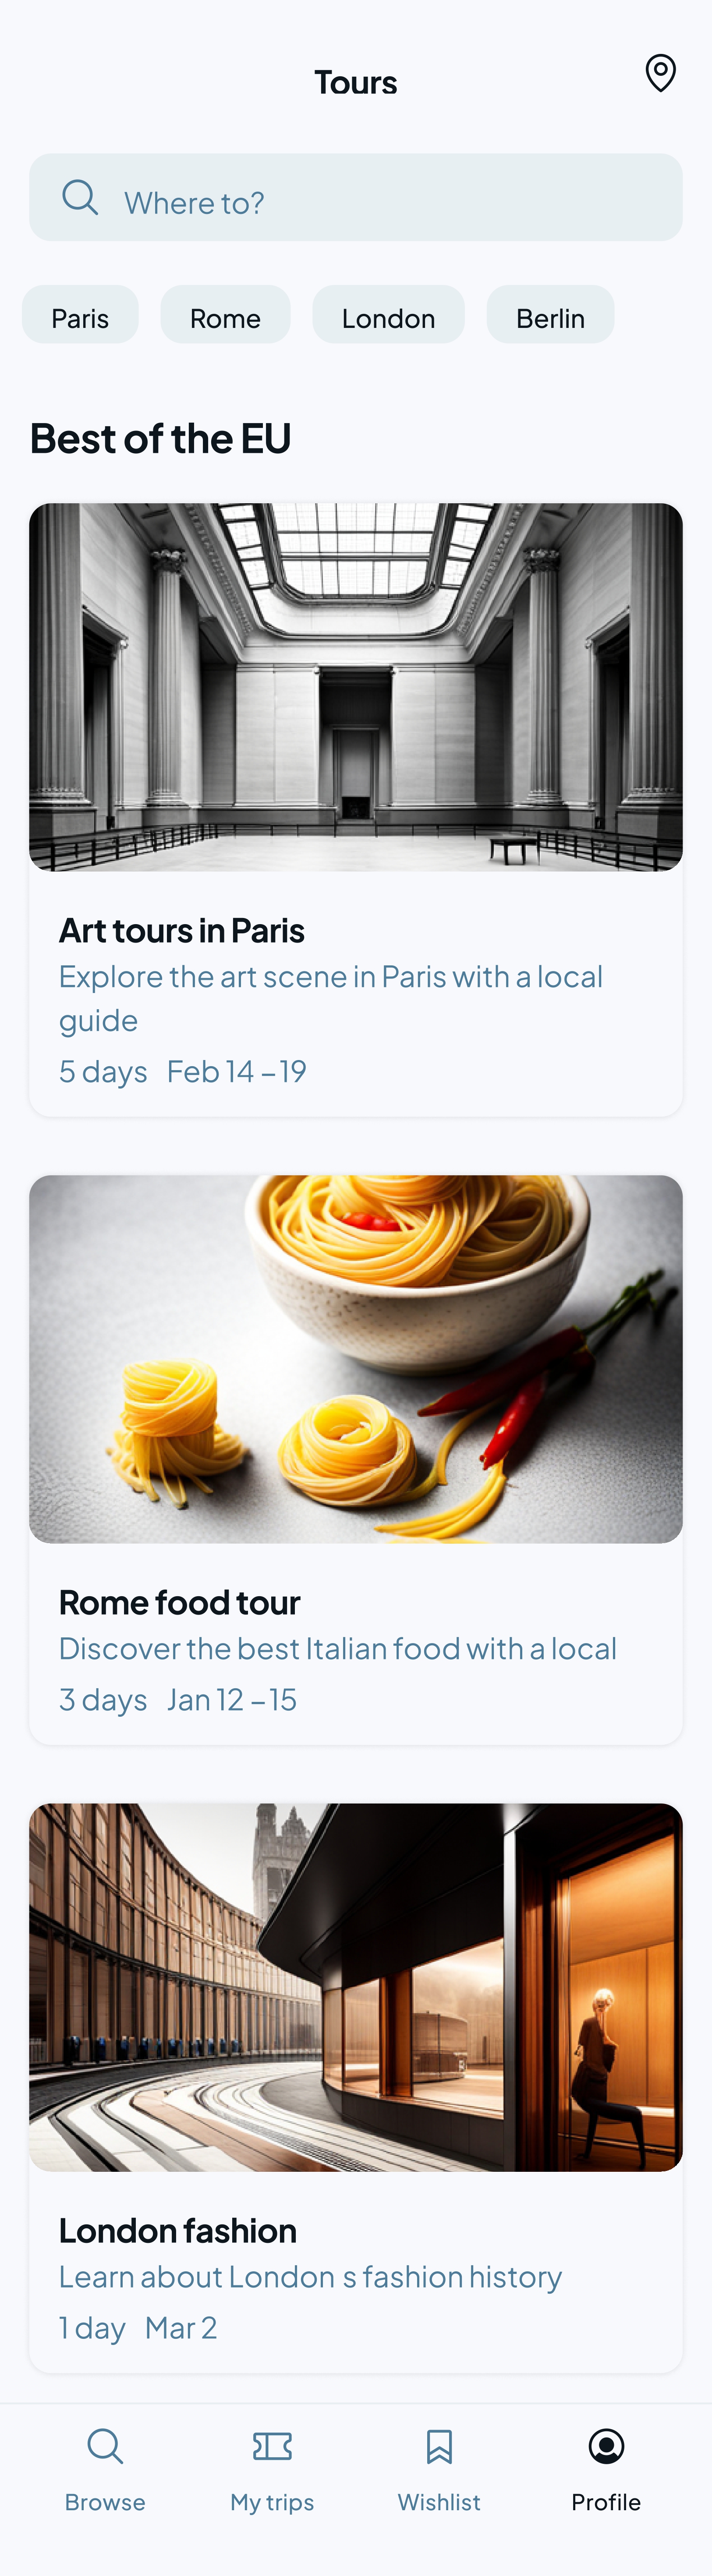 Tours
Where to?
Paris
Rome
London
Berlin
Best of the EU
Art tours in Paris
Explore the art scene in Paris with a local
guide
5 days Feb 14 – 19
Rome food tour
Discover the best Italian food with a local
3 days Jan 12 – 15
London fashion
Learn about London s fashion history
1 day Mar 2
Browse
My trips
Wishlist
Profile